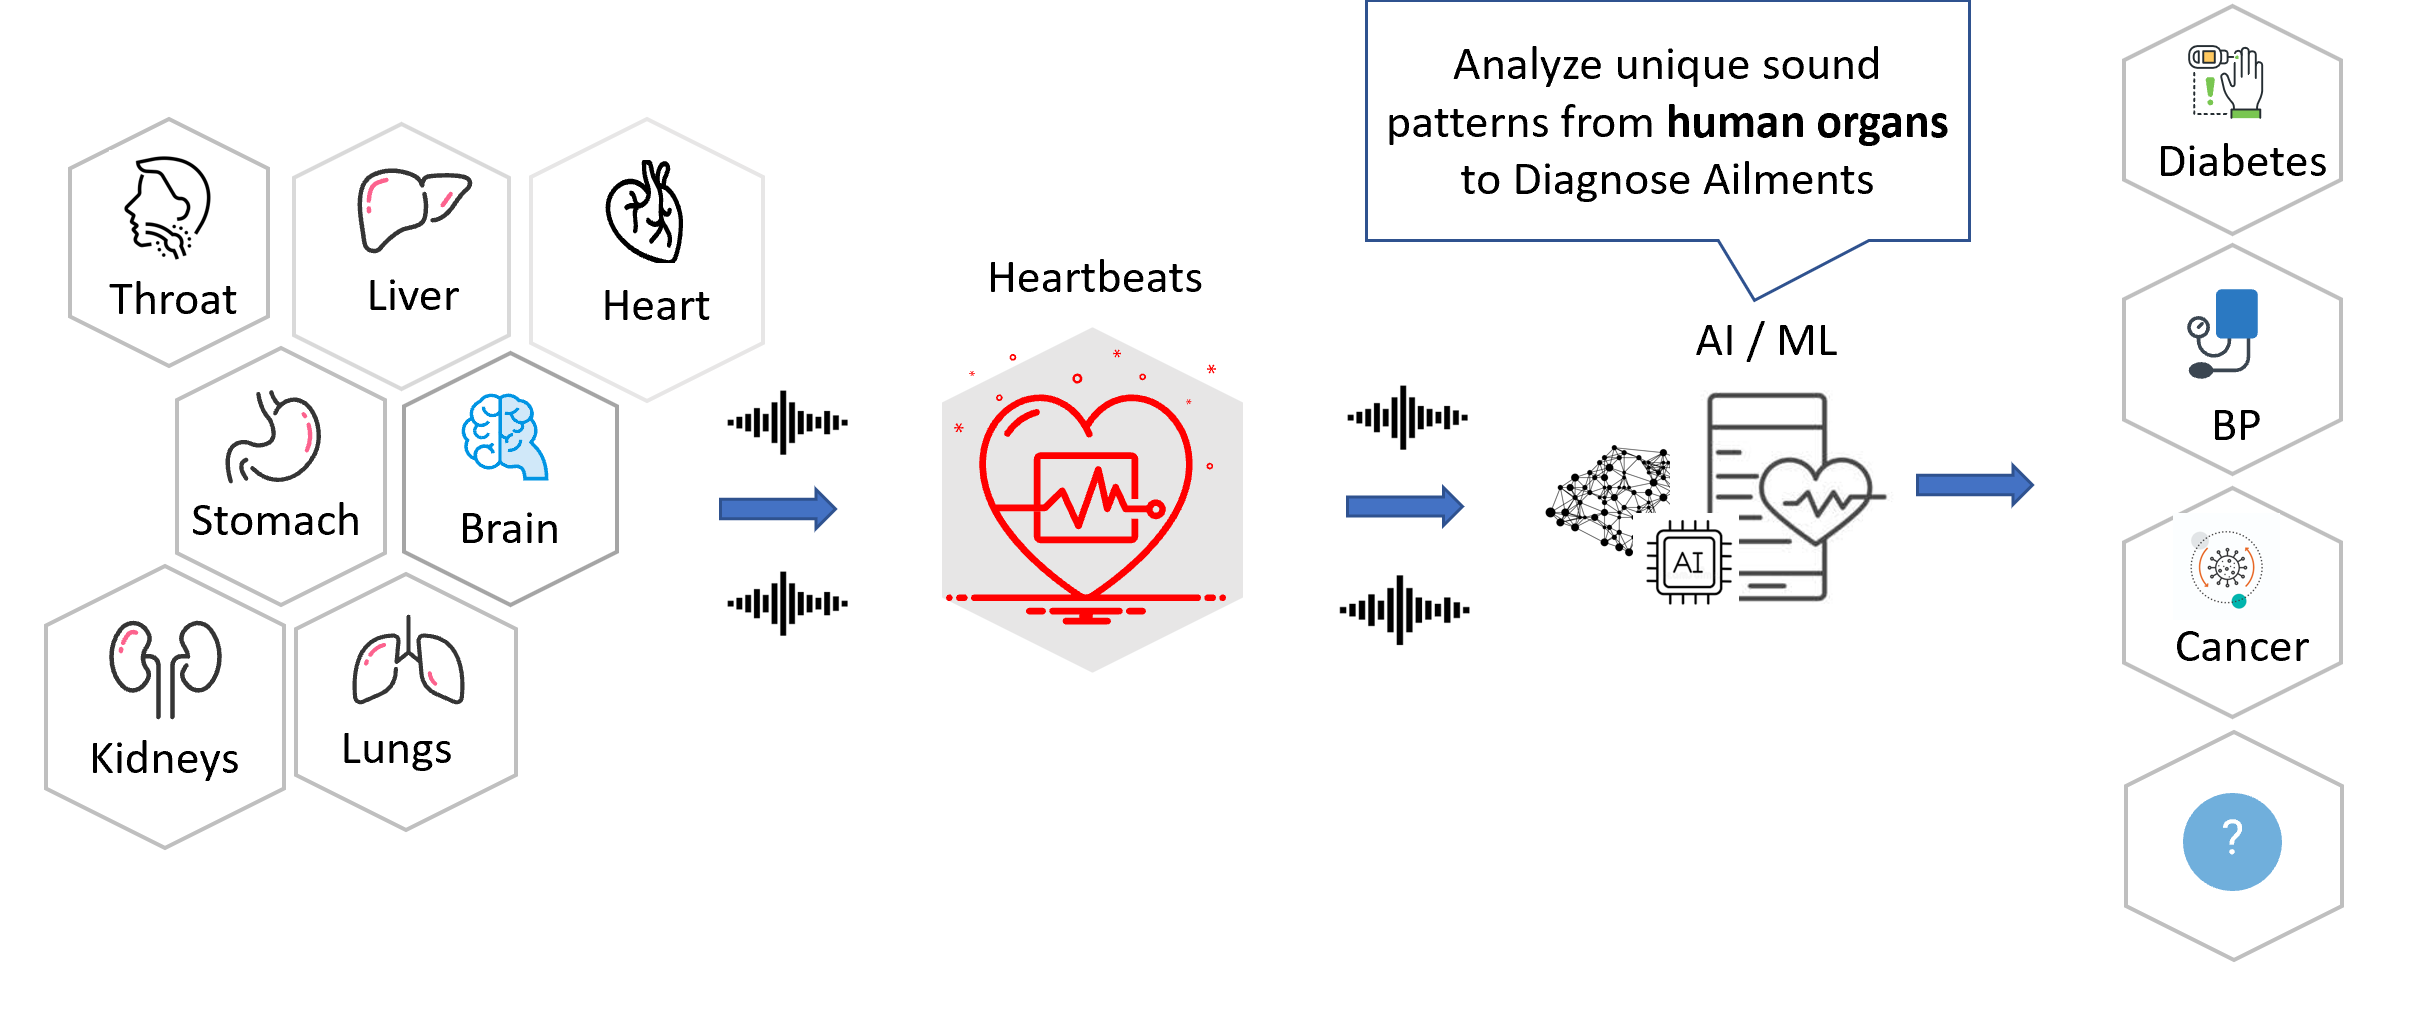 Throat
Liver
Heart
Stomach
Brain
Kidneys
Lungs
Heartbeats
Analyze unique sound
patterns from human organs
to Diagnose Ailments
AI / ML
AI
Diabetes
BP
Cancer
?